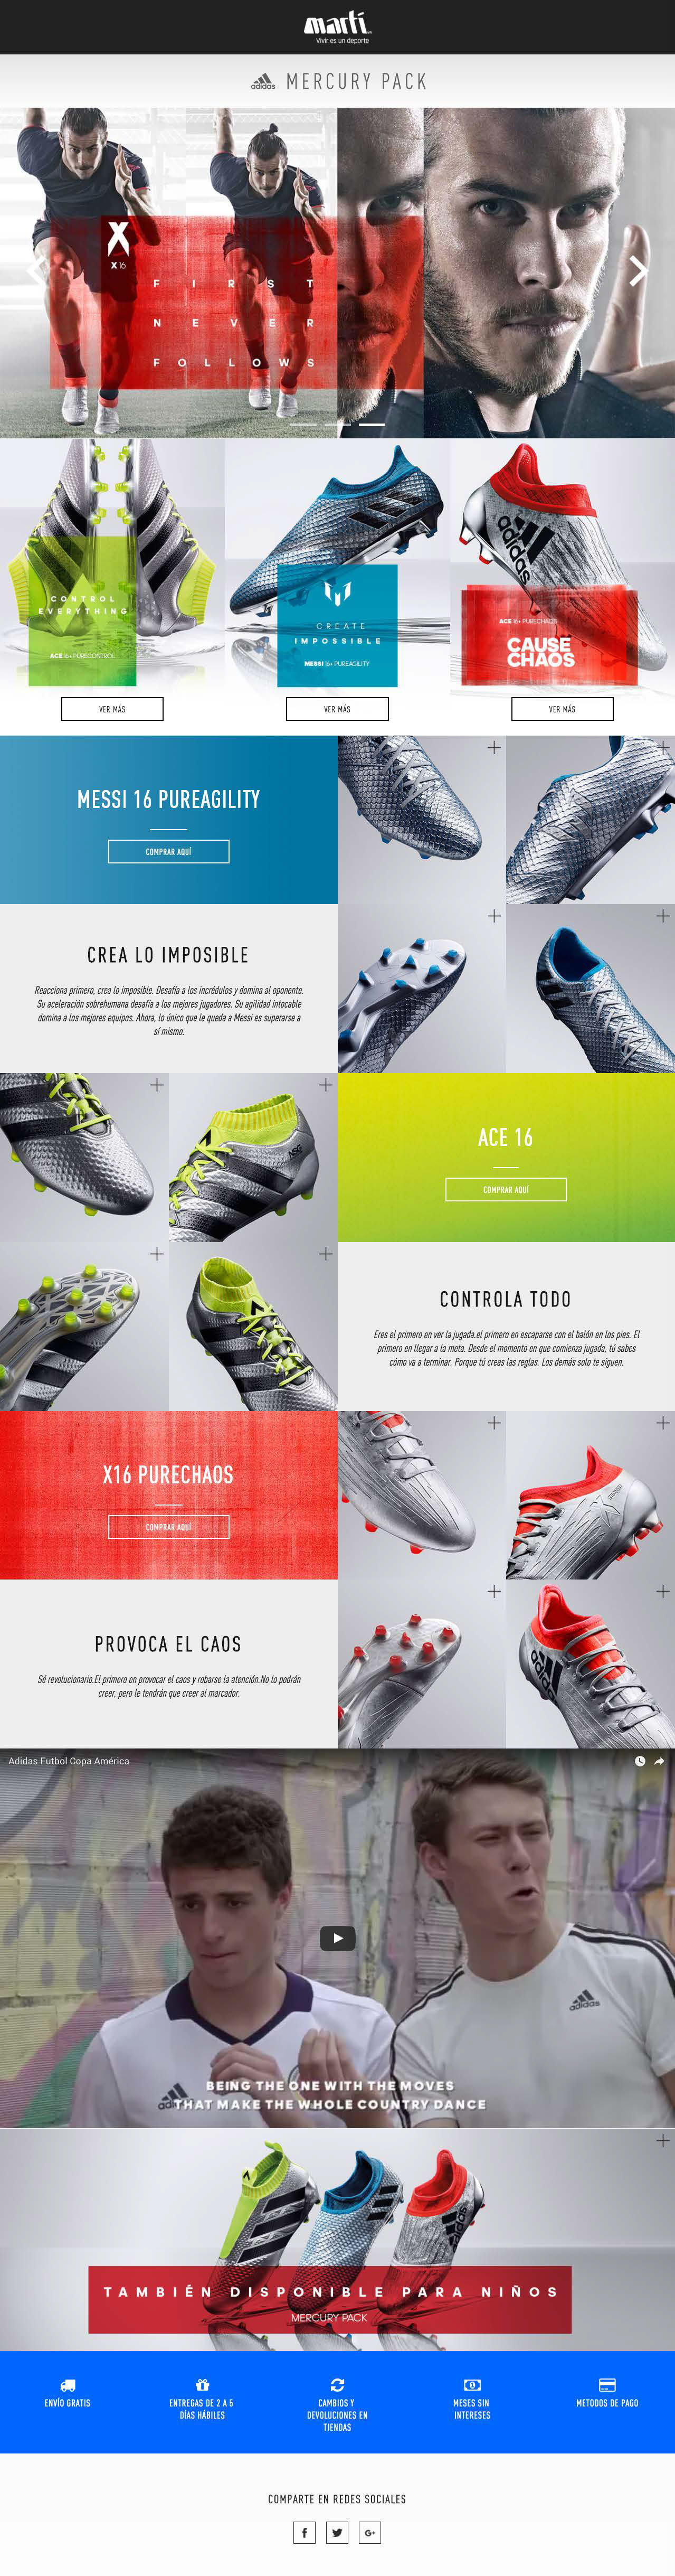 martí
Vivir es un deporte
adidas MERCURY PACK
X
X 16
FIRST
NEVER
FOLLOWS
CONTROL
EVERYTHING
ACE 16+ PURECONTROL
CREATE
IMPOSSIBLE
MESSI 16+ PUREAGILITY
adidas
ACE 16+ PURECHAOS
CAUSE
CHAOS
VER MÁS
VER MÁS
VER MÁS
MESSI 16 PUREAGILITY
COMPRAR AQUÍ
CREA LO IMPOSIBLE
Reacciona primero, crea lo imposible. Desafía a los incrédulos y domina al oponente.
Su aceleración sobrehumana desafía a los mejores jugadores. Su agilidad intocable
domina a los mejores equipos. Ahora, lo único que le queda a Messi es superarse a
sí mismo.
NSG
ACE 16
COMPRAR AQUÍ
CONTROLA TODO
Eres el primero en ver la jugada.el primero en escaparse con el balón en los pies. El
primero en llegar a la meta. Desde el momento en que comienza jugada, tú sabes
cómo va a terminar. Porque tú creas las reglas. Los demás solo te siguen.
X16 PURECHAOS
COMPRAR AQUÍ
PROVOCA EL CAOS
Sé revolucionario.El primero en provocar el caos y robarse la atención.No lo podrán
creer, pero le tendrán que creer al marcador.
adidas
Adidas Futbol Copa América
adidas
BEING THE ONE WITH THE MOVES
adidas
THAT MAKE THE WHOLE COUNTRY DANCE
adidas
TAMBIÉN DISPONIBLE PARA NIÑOS
MERCURY PACK
ENVÍO GRATIS
ENTREGAS DE 2 A 5
DÍAS HÁBILES
CAMBIOS Y
DEVOLUCIONES EN
TIENDAS
MESES SIN
INTERESES
METODOS DE PAGO
COMPARTE EN REDES SOCIALES
f
G+